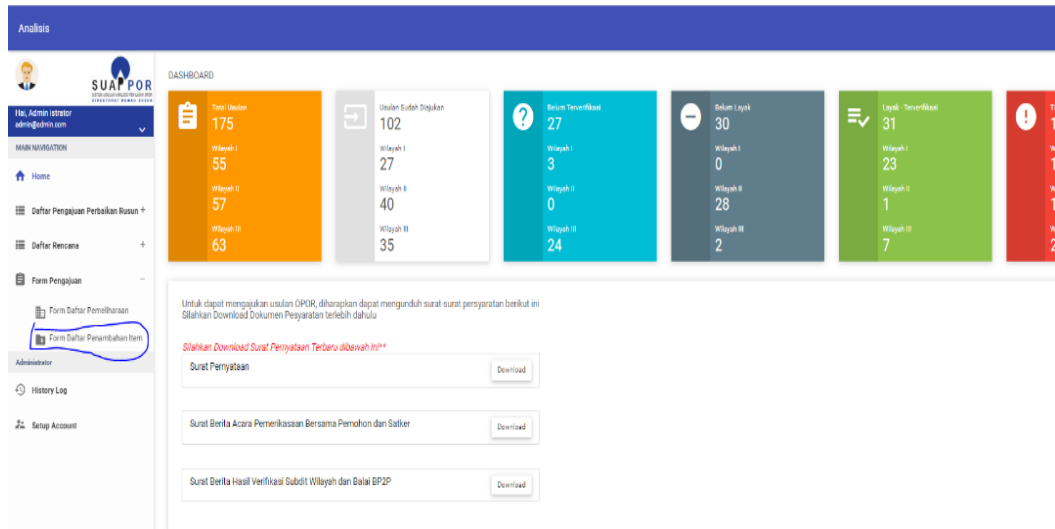 Analisis
SUAPPOR
Hai, Admin istrator
admin@admin.com
MAIN NAVIGATION
Home
Daftar Pengajuan Perbaikan Rusun +
Daftar Rencana +
Form Pengajuan −
Form Daftar Pemeliharaan
Form Daftar Penambahan Item
Administrator
History Log
Setup Account
DASHBOARD
Total Usulan
175
Wilayah I
55
Wilayah II
57
Wilayah III
63
Usulan Sudah Diajukan
102
Wilayah I
27
Wilayah II
40
Wilayah III
35
Belum Terverifikasi
27
Wilayah I
3
Wilayah II
0
Wilayah III
24
Belum Layak
30
Wilayah I
0
Wilayah II
28
Wilayah III
2
Layak - Terverifikasi
31
Wilayah I
23
Wilayah II
1
Wilayah III
7
Untuk dapat mengajukan usulan OPOR, diharapkan dapat mengunduh surat-surat persyaratan berikut ini
Silahkan Download Dokumen Pesyaratan terlebih dahulu
Silahkan Download Surat Pernyataan Terbaru dibawah Ini**
Surat Pernyataan Download
Surat Berita Acara Pemerikasaan Bersama Pemohon dan Satker Download
Surat Berita Hasil Verifikasi Subdit Wilayah dan Balai BP2P Download